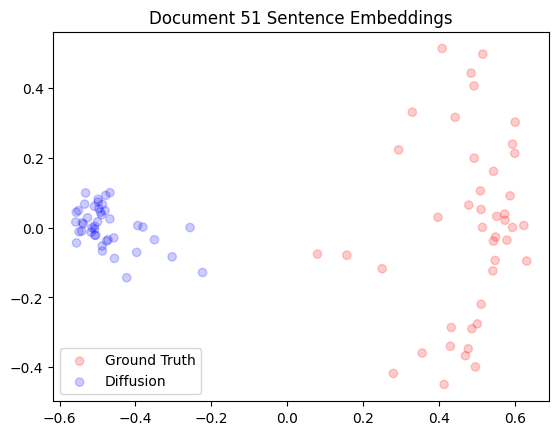 Document 51 Sentence Embeddings
0.4
0.2
0.0
−0.2
−0.4
Ground Truth
Diffusion
−0.6 −0.4 −0.2 0.0 0.2 0.4 0.6